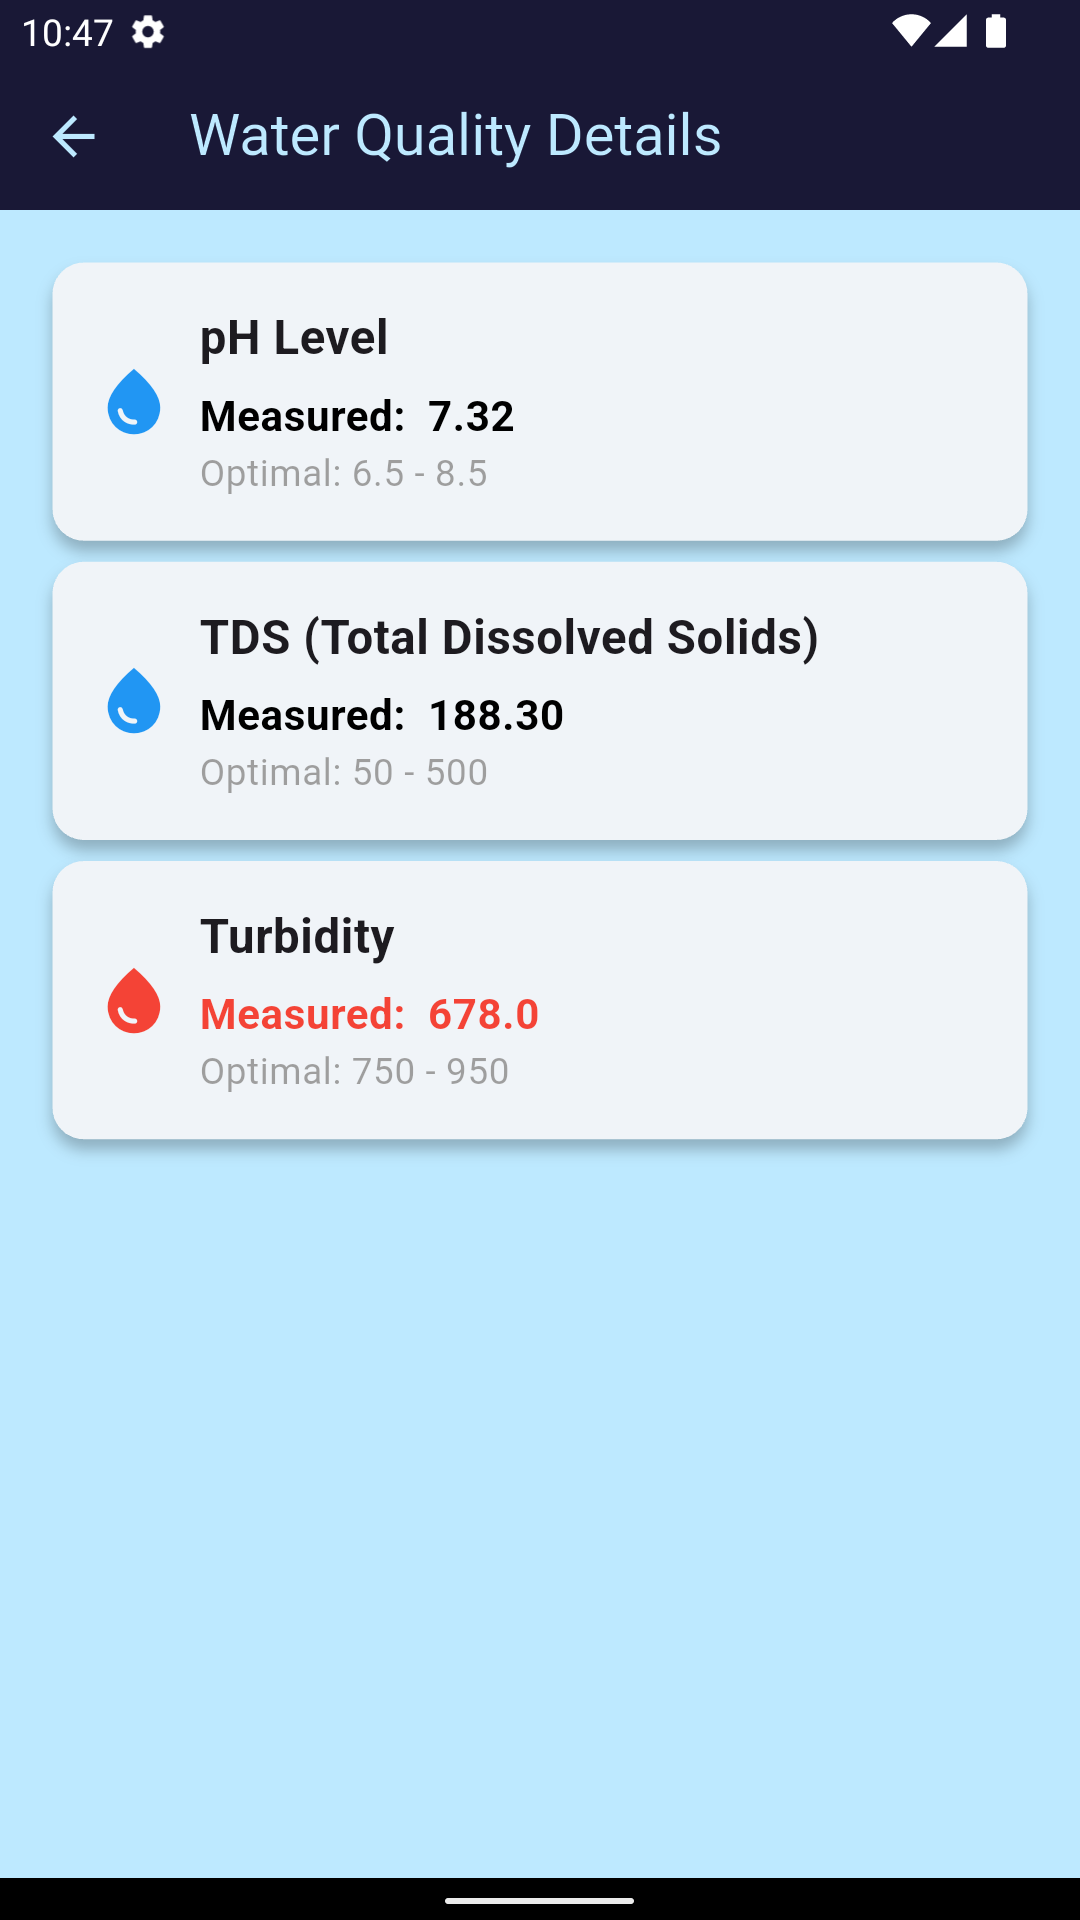 10:47
Water Quality Details
pH Level
Measured: 7.32
Optimal: 6.5 - 8.5
TDS (Total Dissolved Solids)
Measured: 188.30
Optimal: 50 - 500
Turbidity
Measured: 678.0
Optimal: 750 - 950